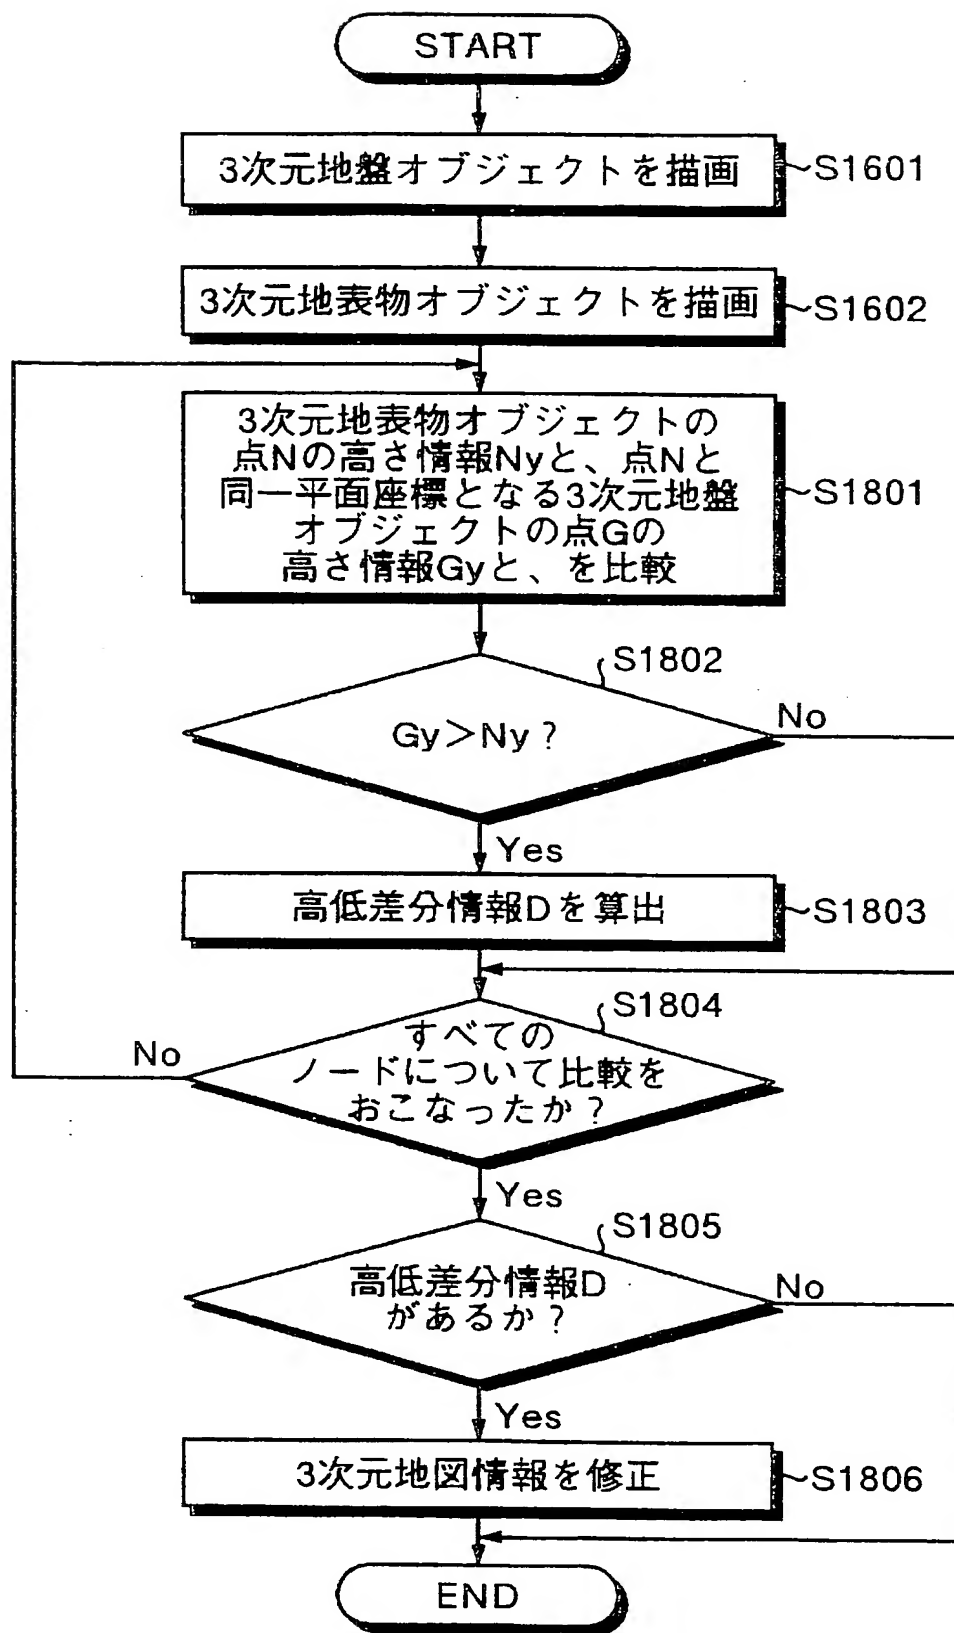 START
3次元地盤オブジェクトを描画
S1601
3次元地表物オブジェクトを描画
S1602
3次元地表物オブジェクトの
点Nの高さ情報Nyと、点Nと
同一平面座標となる3次元地盤
オブジェクトの点Gの
高さ情報Gyと、を比較
S1801
S1802
Gy>Ny?
No
Yes
高低差分情報Dを算出
S1803
S1804
すべての
ノードについて比較を
おこなったか?
No
Yes
S1805
高低差分情報D
があるか?
No
Yes
3次元地図情報を修正
S1806
END